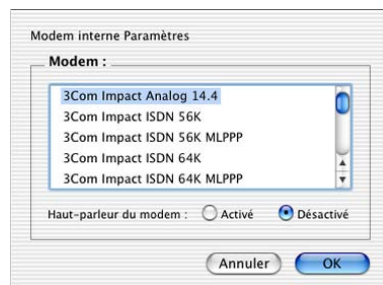 Modem interne Paramètres
Modem :
3Com Impact Analog 14.4
3Com Impact ISDN 56K
3Com Impact ISDN 56K MLPPP
3Com Impact ISDN 64K
3Com Impact ISDN 64K MLPPP
Haut-parleur du modem : Activé Désactivé
Annuler OK